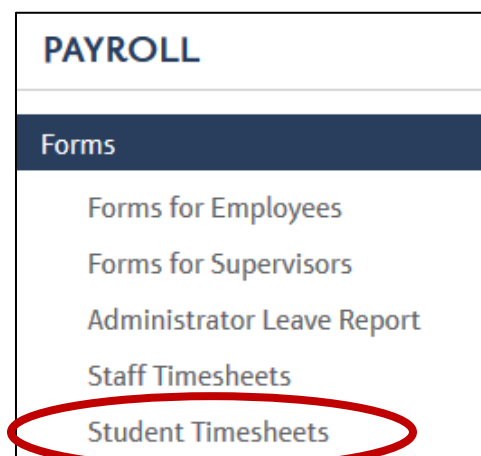 PAYROLL
Forms
Forms for Employees
Forms for Supervisors
Administrator Leave Report
Staff Timesheets
Student Timesheets